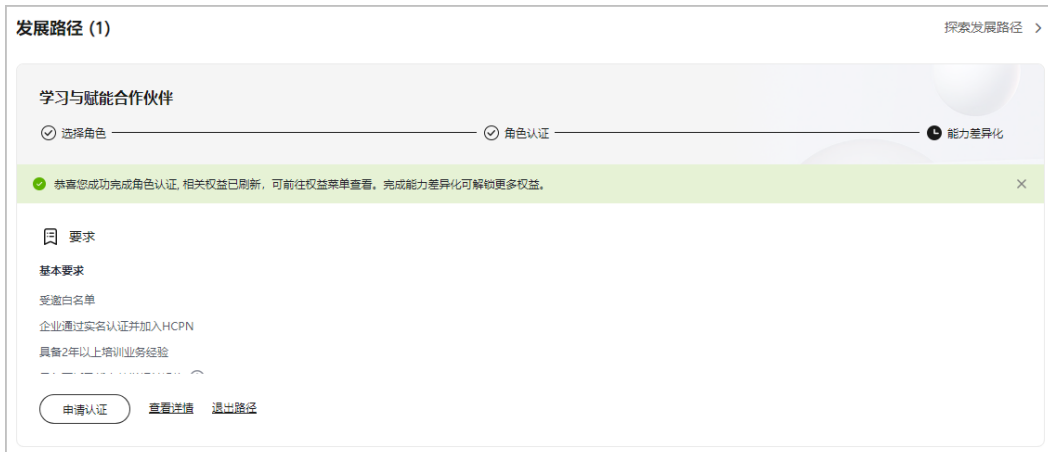 发展路径 (1)
探索发展路径 >
学习与赋能合作伙伴
选择角色
角色认证
能力差异化
恭喜您成功完成角色认证, 相关权益已刷新，可前往权益菜单查看。完成能力差异化可解锁更多权益。
要求
基本要求
受邀白名单
企业通过实名认证并加入HCPN
具备2年以上培训业务经验
申请认证 查看详情 退出路径